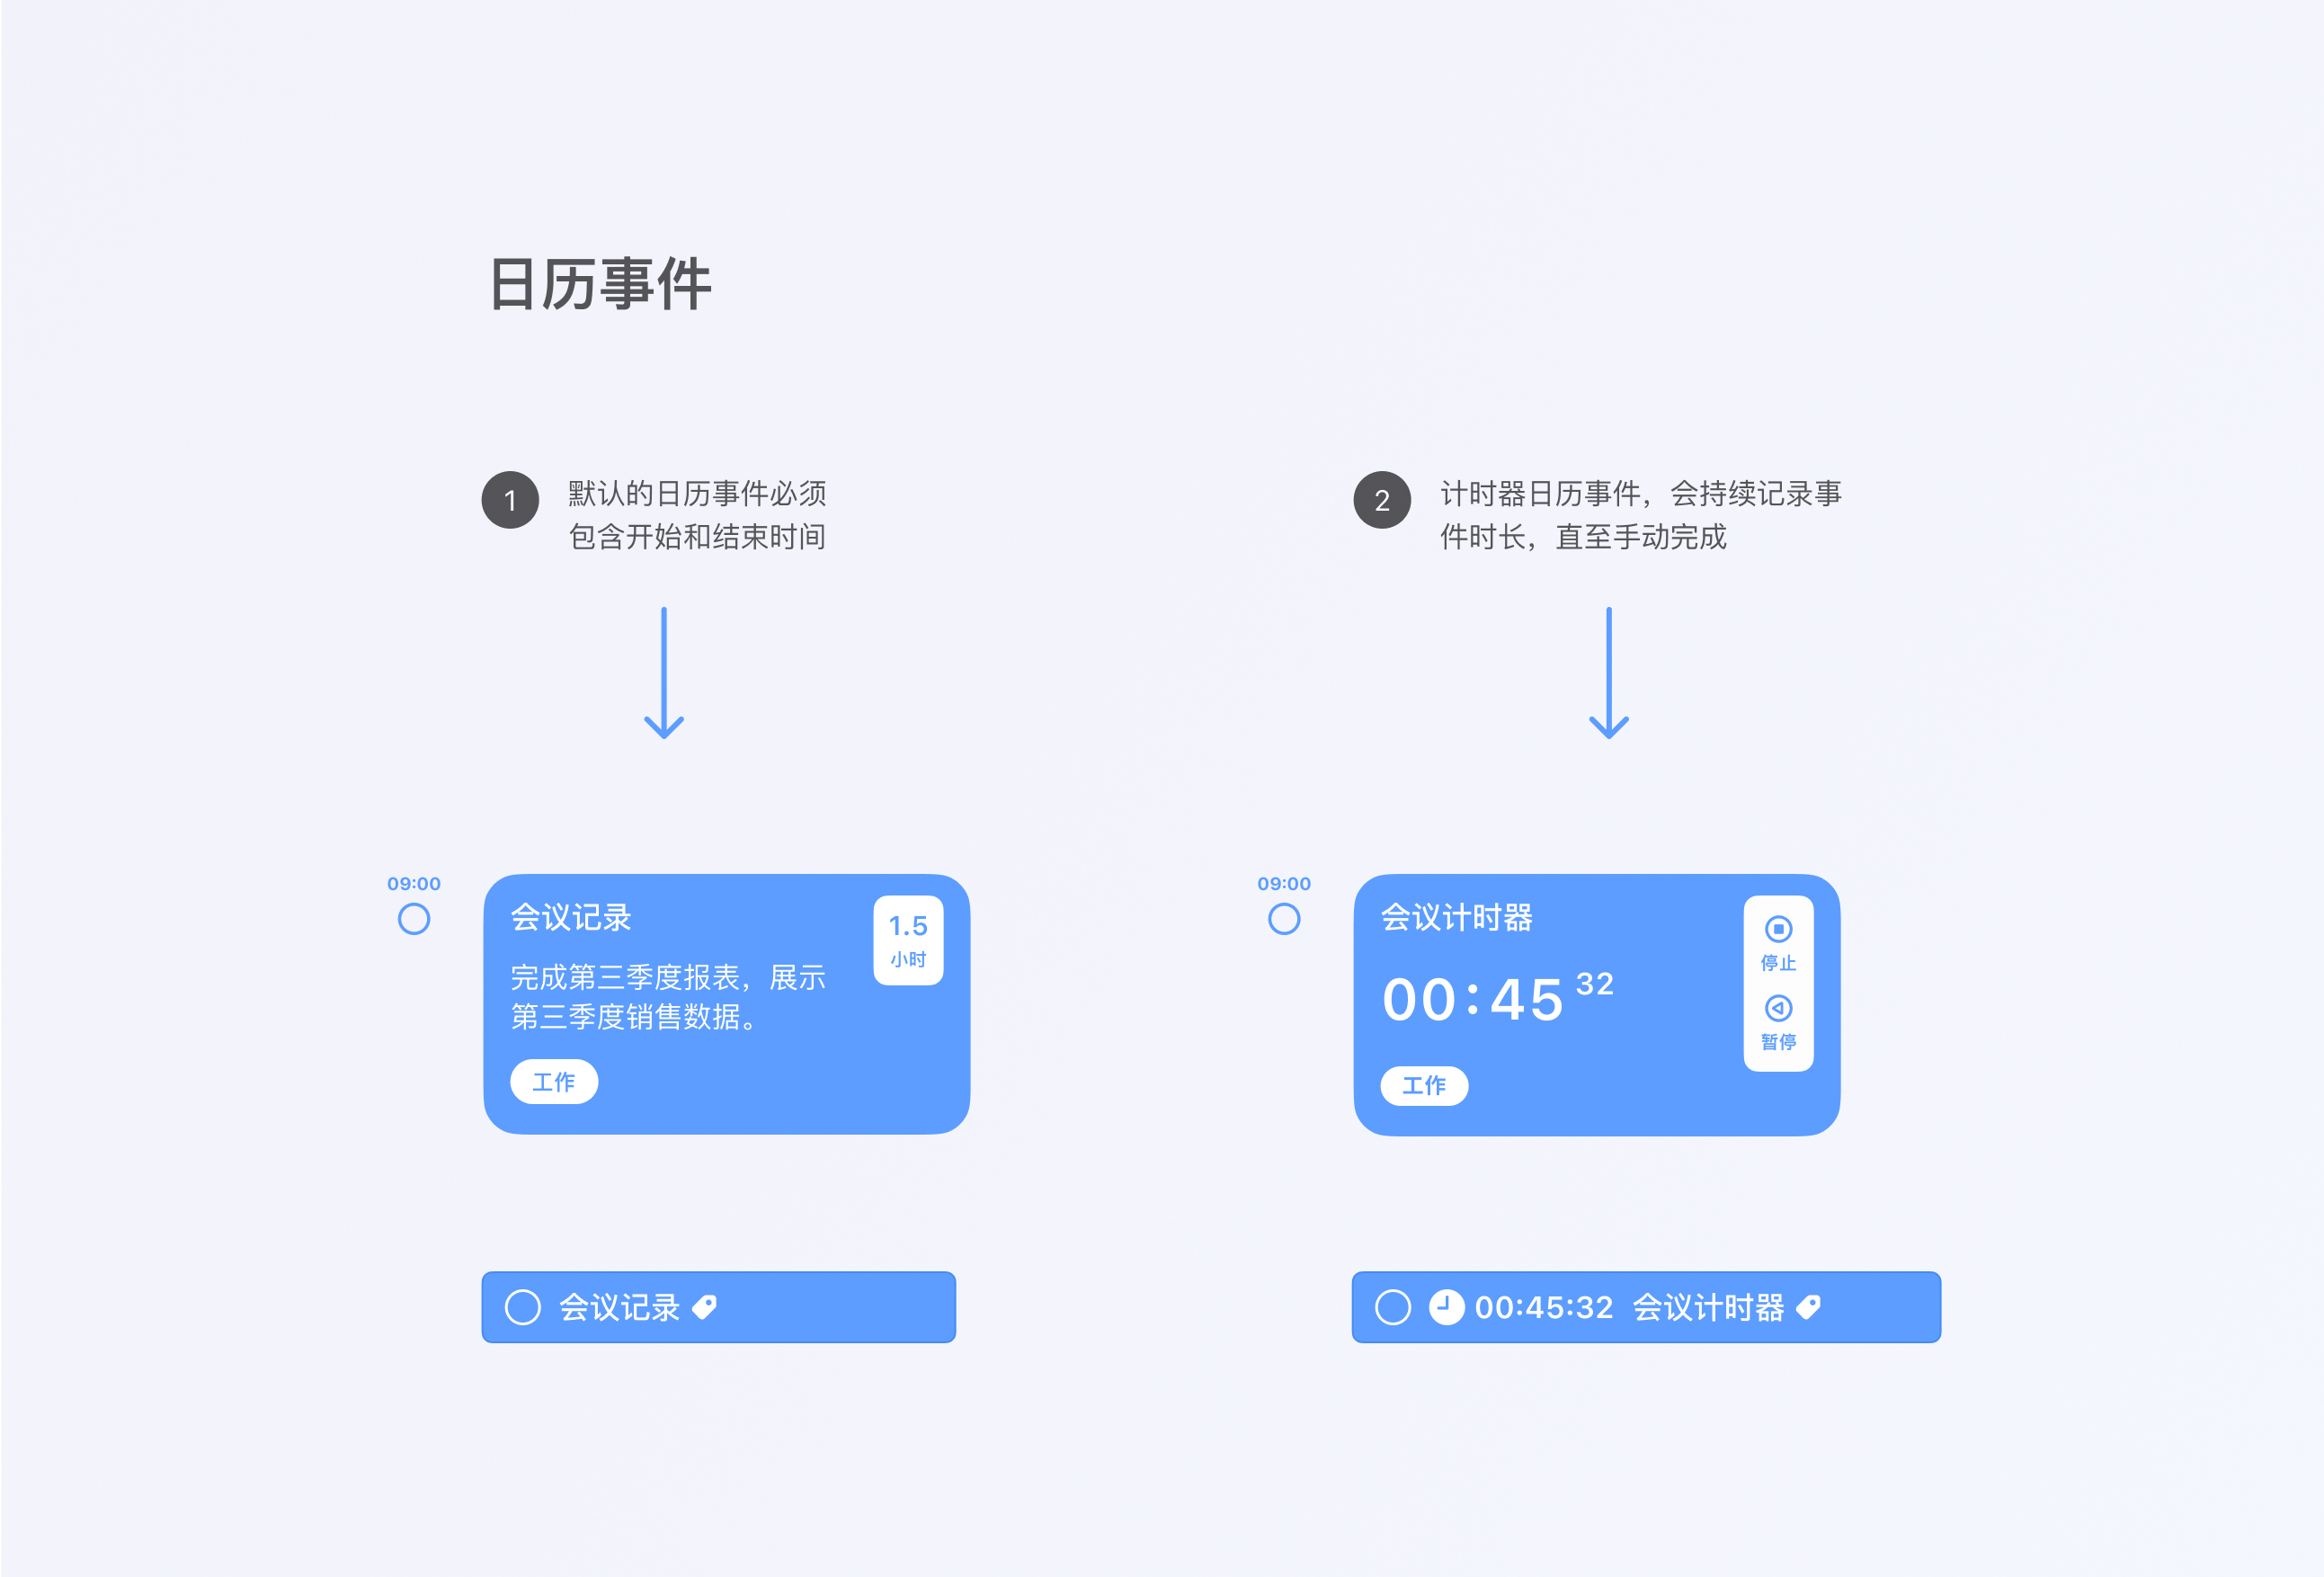 日历事件
1
默认的日历事件必须
包含开始和结束时间
2
计时器日历事件，会持续记录事
件时长，直至手动完成
09:00
会议记录
1.5
小时
完成第三季度报表，展示
第三季度销售数据。
工作
09:00
会议计时器
00:45 32
停止
暂停
工作
会议记录
00:45:32 会议计时器